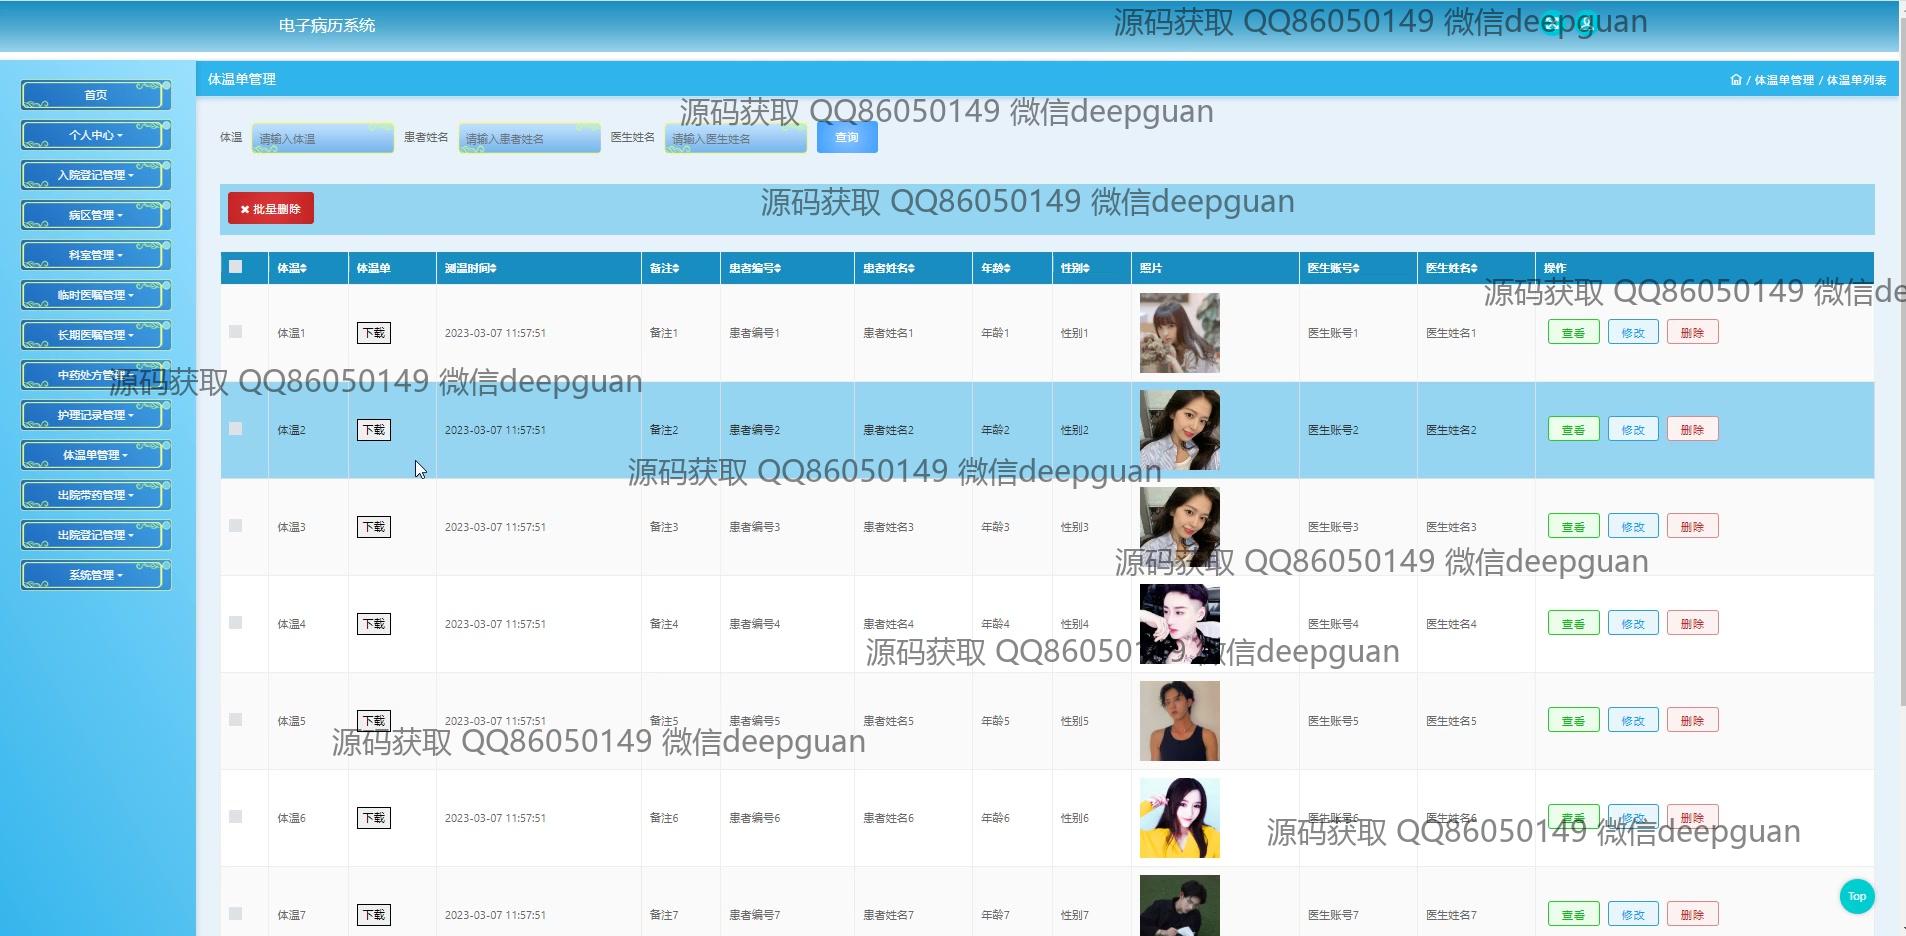 电子病历系统
源码获取 QQ86050149 微信deepguan
体温单管理
/ 体温单管理 / 体温单列表
首页
个人中心
入院登记管理
病区管理
科室管理
临时医嘱管理
长期医嘱管理
中药处方管理
护理记录管理
体温单管理
出院带药管理
出院登记管理
系统管理
源码获取 QQ86050149 微信deepguan
体温 请输入体温 患者姓名 请输入患者姓名 医生姓名 请输入医生姓名 查询
批量删除
源码获取 QQ86050149 微信deepguan
体温 体温单 测温时间 备注 患者编号 患者姓名 年龄 性别 照片 医生账号 医生姓名 操作
源码获取 QQ86050149 微信de
体温1 下载 2023-03-07 11:57:51 备注1 患者编号1 患者姓名1 年龄1 性别1 医生账号1 医生姓名1 查看 修改 删除
源码获取 QQ86050149 微信deepguan
体温2 下载 2023-03-07 11:57:51 备注2 患者编号2 患者姓名2 年龄2 性别2 医生账号2 医生姓名2 查看 修改 删除
源码获取 QQ86050149 微信deepguan
体温3 下载 2023-03-07 11:57:51 备注3 患者编号3 患者姓名3 年龄3 性别3 医生账号3 医生姓名3 查看 修改 删除
源码获取 QQ86050149 微信deepguan
体温4 下载 2023-03-07 11:57:51 备注4 患者编号4 患者姓名4 年龄4 性别4 医生账号4 医生姓名4 查看 修改 删除
源码获取 QQ86050149 微信deepguan
体温5 下载 2023-03-07 11:57:51 备注5 患者编号5 患者姓名5 年龄5 性别5 医生账号5 医生姓名5 查看 修改 删除
源码获取 QQ86050149 微信deepguan
体温6 下载 2023-03-07 11:57:51 备注6 患者编号6 患者姓名6 年龄6 性别6 医生账号6 医生姓名6 查看 修改 删除
源码获取 QQ86050149 微信deepguan
体温7 下载 2023-03-07 11:57:51 备注7 患者编号7 患者姓名7 年龄7 性别7 医生账号7 医生姓名7 查看 修改 删除
Top